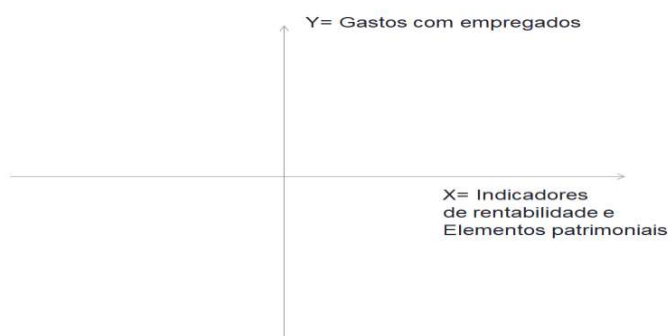 Y= Gastos com empregados
X= Indicadores
de rentabilidade e
Elementos patrimoniais